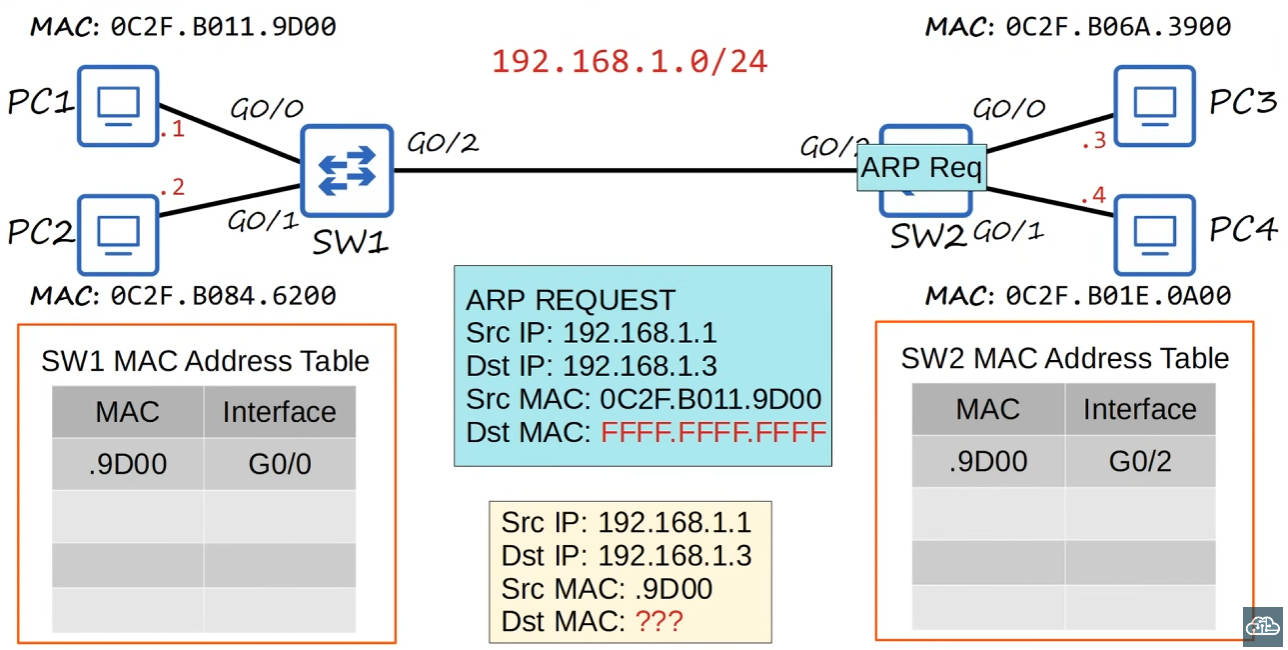 MAC: 0C2F.B011.9D00
MAC: 0C2F.B06A.3900
192.168.1.0/24
PC1
.1
G0/0
G0/2
G0/2
G0/0
.3
PC3
ARP Req
PC2
.2
G0/1
SW1
SW2
G0/1
.4
PC4
MAC: 0C2F.B084.6200
MAC: 0C2F.B01E.0A00
ARP REQUEST
Src IP: 192.168.1.1
Dst IP: 192.168.1.3
Src MAC: 0C2F.B011.9D00
Dst MAC: FFFF.FFFF.FFFF
SW1 MAC Address Table
MAC Interface
.9D00 G0/0
SW2 MAC Address Table
MAC Interface
.9D00 G0/2
Src IP: 192.168.1.1
Dst IP: 192.168.1.3
Src MAC: .9D00
Dst MAC: ???